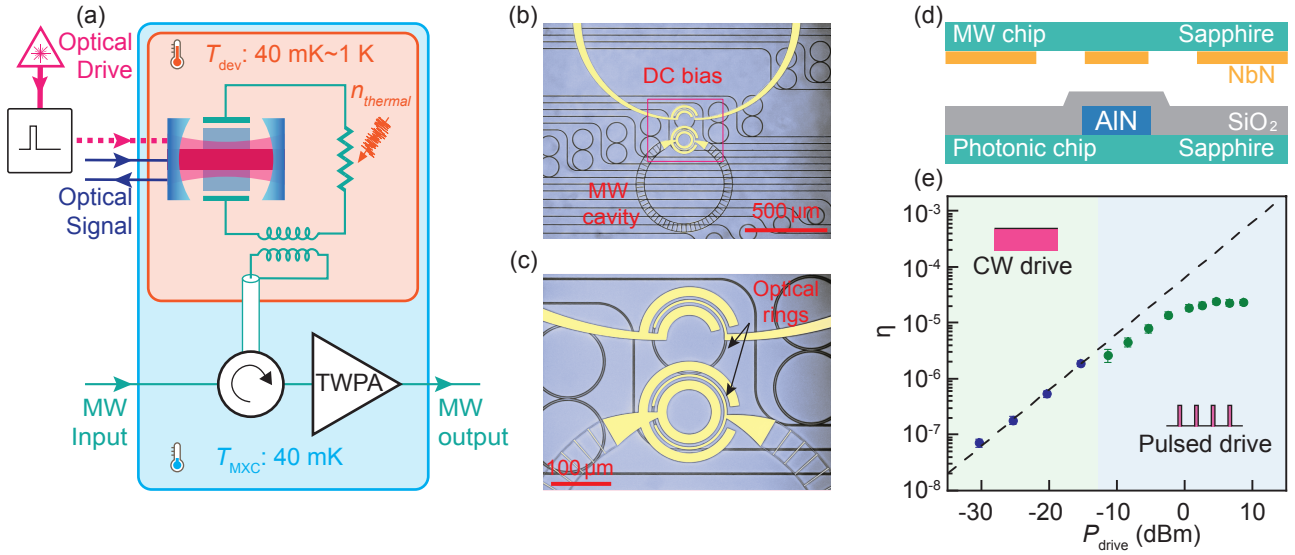 (a)
Optical
Drive
T_dev: 40 mK~1 K
n_thermal
Optical
Signal
TWPA
MW
Input
MW
output
T_MXC: 40 mK
(b)
DC bias
MW
cavity
500 μm
(c)
Optical
rings
100 μm
(d)
MW chip Sapphire
NbN
AlN
SiO₂
Photonic chip Sapphire
(e)
10⁻³
10⁻⁴
10⁻⁵
10⁻⁶
10⁻⁷
10⁻⁸
η
CW drive
Pulsed drive
-30 -20 -10 0 10
P_drive (dBm)